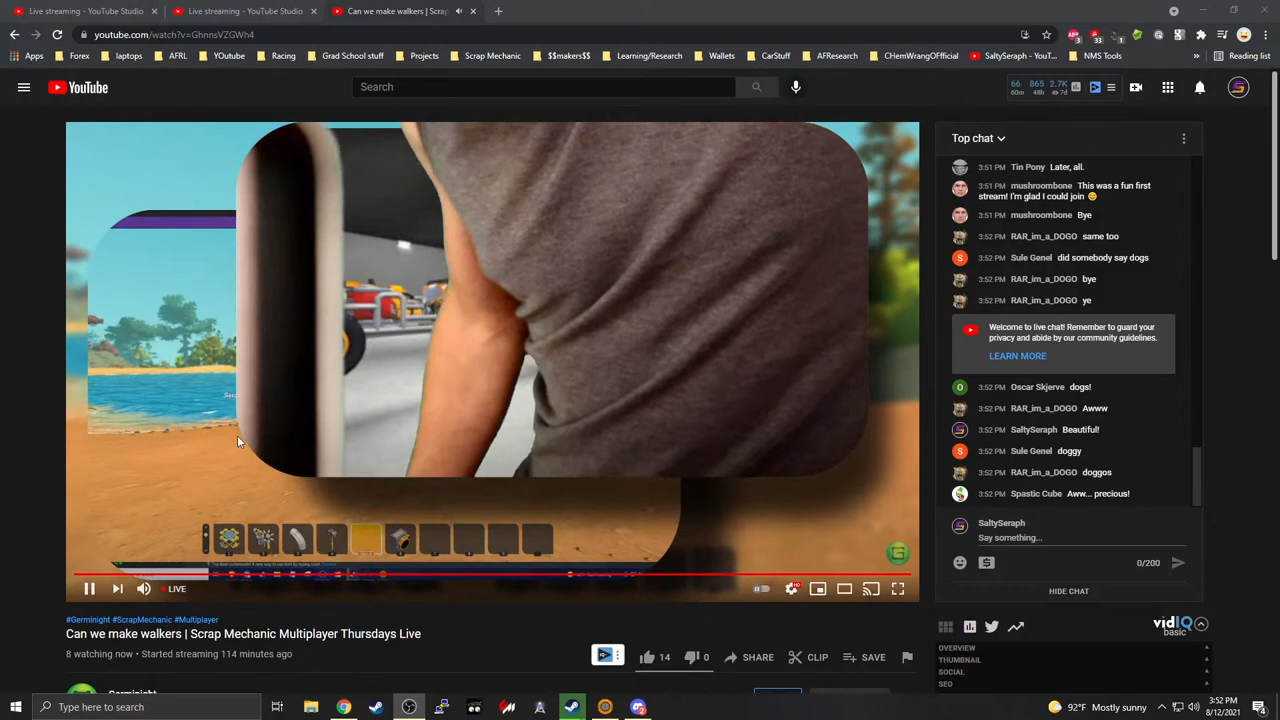 Live streaming - YouTube Studio
Live streaming - YouTube Studio
Can we make walkers | Scrap
youtube.com/watch?v=GhnnsVZGWh4
Apps
Forex
laptops
AFRL
YOutube
Racing
Grad School stuff
Projects
Scrap Mechanic
$$makers$$
Learning/Research
CarStuff
AFResearch
CHemWrangOFficial
SaltySeraph - YouT...
NMS Tools
Reading list
YouTube
Search
66 865 2.7K
60m 48h 7d
Top chat
3:51 PM Tin Pony Later, all.
3:51 PM mushroombone This was a fun first
stream! I'm glad I could join
3:51 PM mushroombone Bye
3:52 PM RAR_im_a_DOGO same too
3:52 PM Sule Genel did somebody say dogs
3:52 PM RAR_im_a_DOGO bye
3:52 PM RAR_im_a_DOGO ye
Welcome to live chat! Remember to guard your
privacy and abide by our community guidelines.
LEARN MORE
3:52 PM Oscar Skjerve dogs!
3:52 PM RAR_im_a_DOGO Awww
3:52 PM SaltySeraph Beautiful!
3:52 PM Sule Genel doggy
3:52 PM RAR_im_a_DOGO doggos
3:52 PM Spastic Cube Aww... precious!
SaltySeraph
Say something...
0/200
HIDE CHAT
LIVE
#Germinight #ScrapMechanic #Multiplayer
Can we make walkers | Scrap Mechanic Multiplayer Thursdays Live
8 watching now • Started streaming 114 minutes ago
14
0
SHARE
CLIP
SAVE
vidIQ
basic
OVERVIEW
THUMBNAIL
SOCIAL
SEO
Germinight
Type here to search
92°F Mostly sunny
3:52 PM
8/12/2021